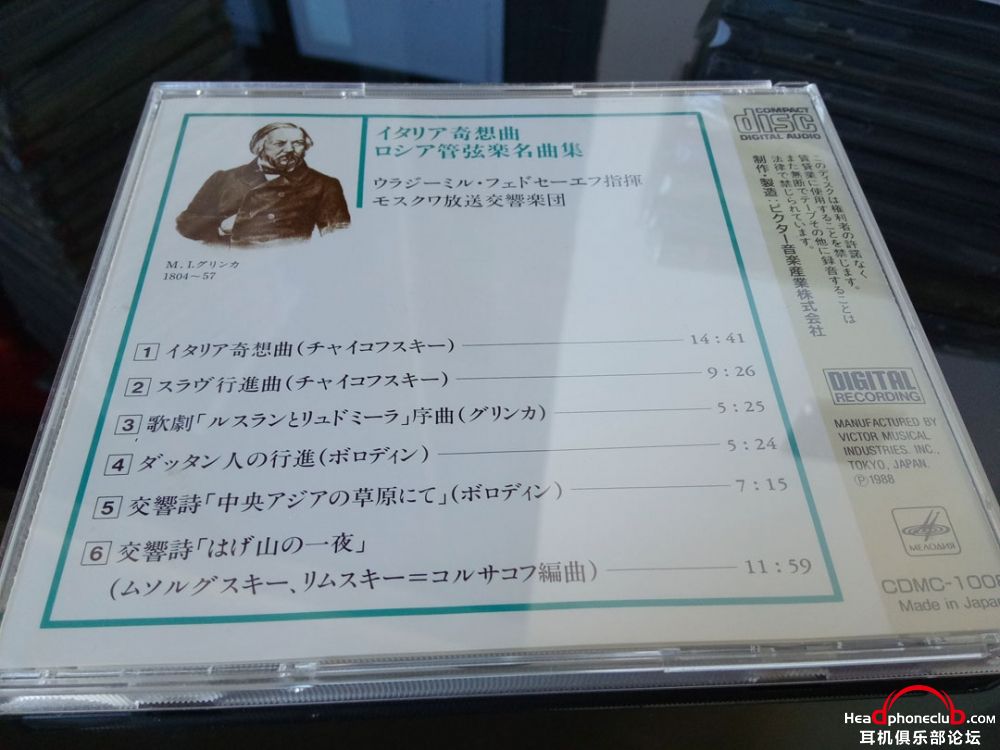 イタリア奇想曲
ロシア管弦楽名曲集
ウラジーミル・フェドセーエフ指揮
モスクワ放送交響楽団
M.I.グリンカ
1804～57
1 イタリア奇想曲(チャイコフスキー) 14:41
2 スラヴ行進曲(チャイコフスキー) 9:26
3 歌劇「ルスランとリュドミーラ」序曲(グリンカ) 5:25
4 ダッタン人の行進(ボロディン) 5:24
5 交響詩「中央アジアの草原にて」(ボロディン) 7:15
6 交響詩「はげ山の一夜」
(ムソルグスキー、リムスキー=コルサコフ編曲) 11:59
COMPACT
disc
DIGITAL AUDIO
このディスクは権利者の許諾なく
賃貸業に使用することを禁じます。
また無断でテープその他に録音することは
法律で禁じられています。
制作・製造:ビクター音楽産業株式会社
DIGITAL
RECORDING
MANUFACTURED BY
VICTOR MUSICAL
INDUSTRIES. INC.,
TOKYO, JAPAN.
Ⓟ1988
МЕЛОДИЯ
CDMC-1008
Made in Japan
HeadphoneclubD.com
耳机俱乐部论坛